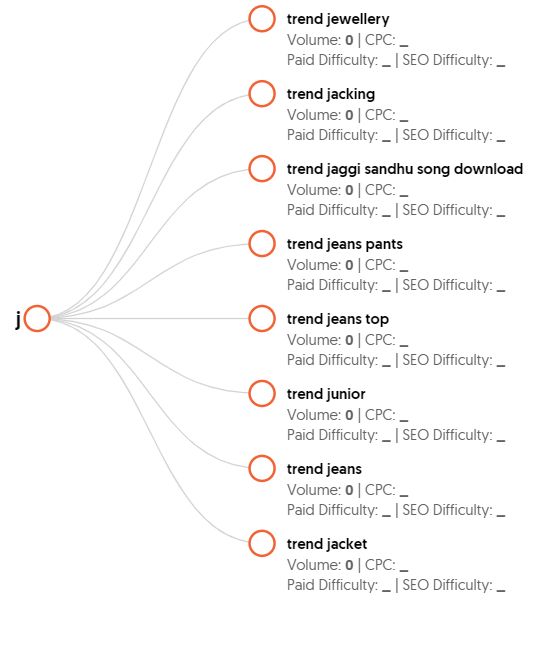 trend jewellery
Volume: 0 | CPC: _
Paid Difficulty: _ | SEO Difficulty: _
trend jacking
Volume: 0 | CPC: _
Paid Difficulty: _ | SEO Difficulty: _
trend jaggi sandhu song download
Volume: 0 | CPC: _
Paid Difficulty: _ | SEO Difficulty: _
trend jeans pants
Volume: 0 | CPC: _
Paid Difficulty: _ | SEO Difficulty: _
j
trend jeans top
Volume: 0 | CPC: _
Paid Difficulty: _ | SEO Difficulty: _
trend junior
Volume: 0 | CPC: _
Paid Difficulty: _ | SEO Difficulty: _
trend jeans
Volume: 0 | CPC: _
Paid Difficulty: _ | SEO Difficulty: _
trend jacket
Volume: 0 | CPC: _
Paid Difficulty: _ | SEO Difficulty: _